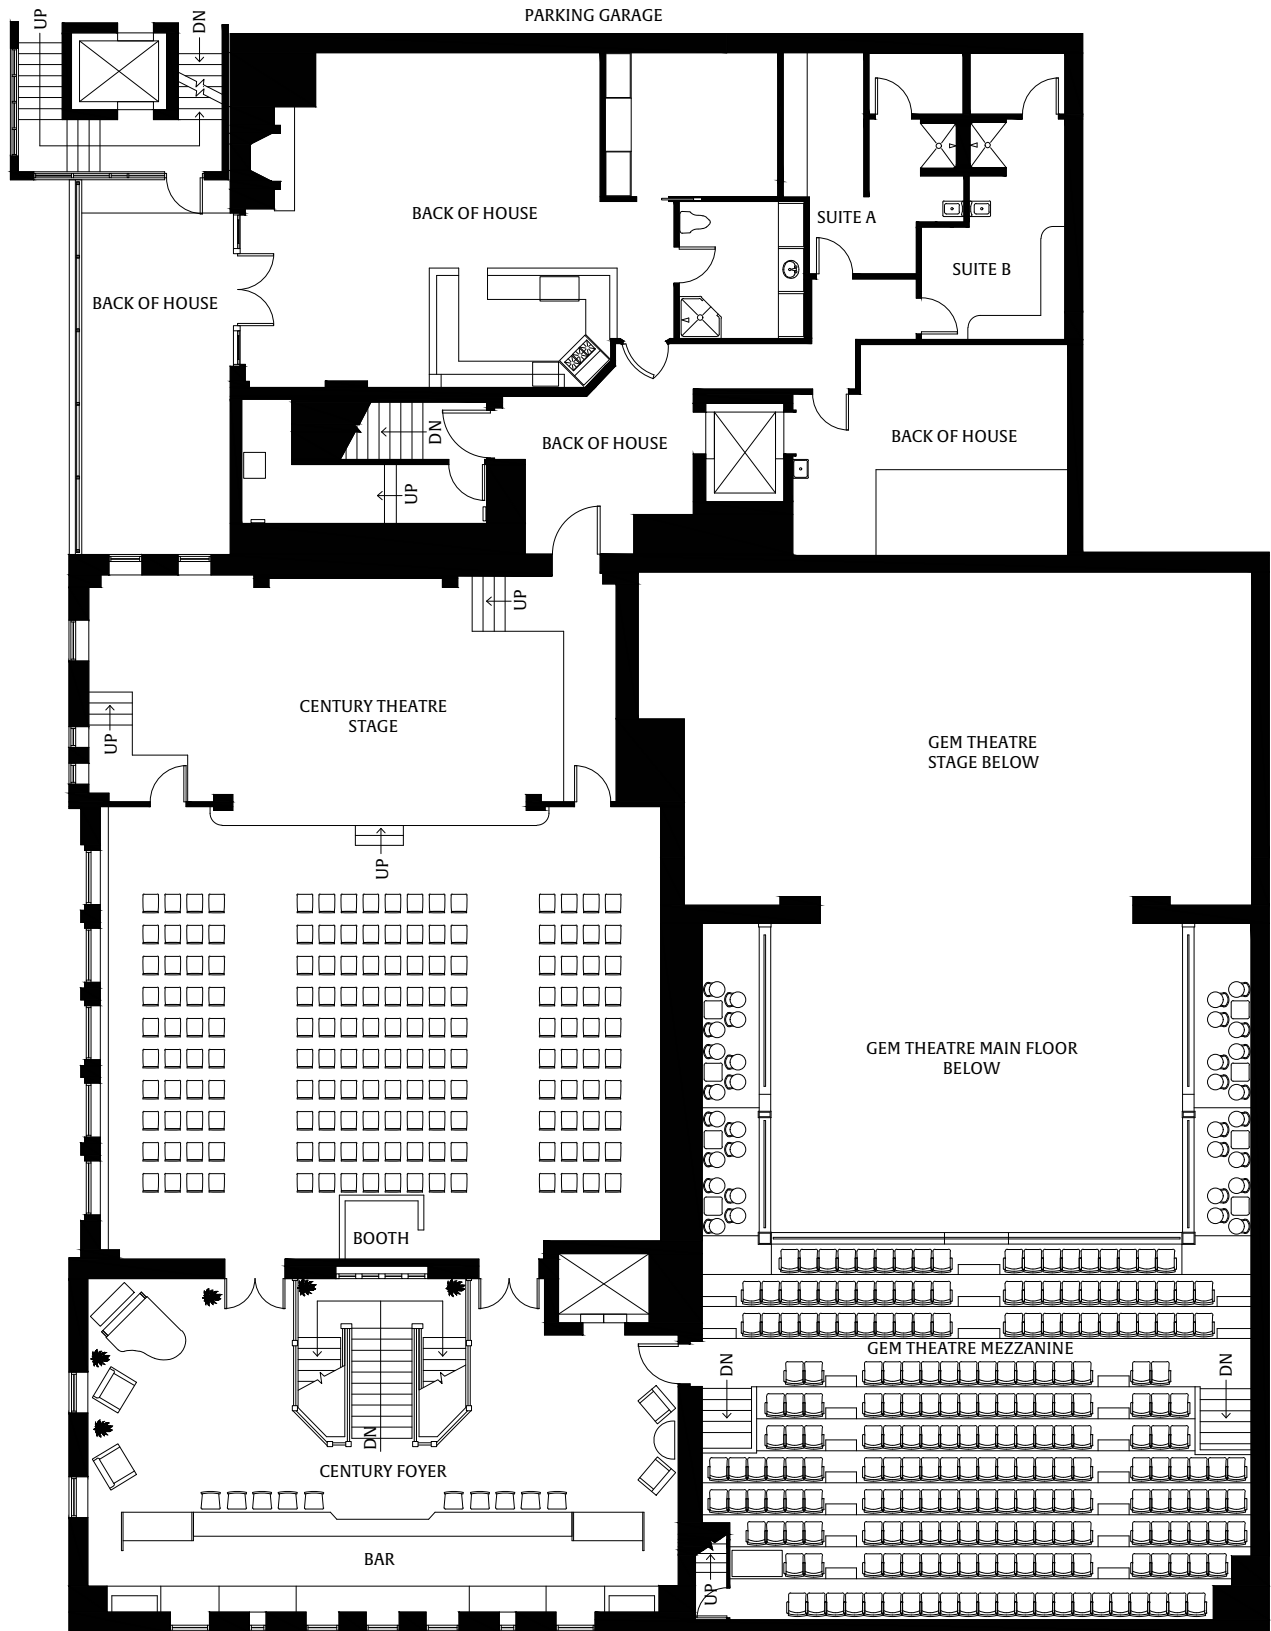 PARKING GARAGE
UP
DN
BACK OF HOUSE
SUITE A
SUITE B
BACK OF HOUSE
DN
BACK OF HOUSE
BACK OF HOUSE
UP
UP
CENTURY THEATRE
STAGE
UP
GEM THEATRE
STAGE BELOW
UP
GEM THEATRE MAIN FLOOR
BELOW
BOOTH
GEM THEATRE MEZZANINE
DN
DN
DN
CENTURY FOYER
BAR
UP